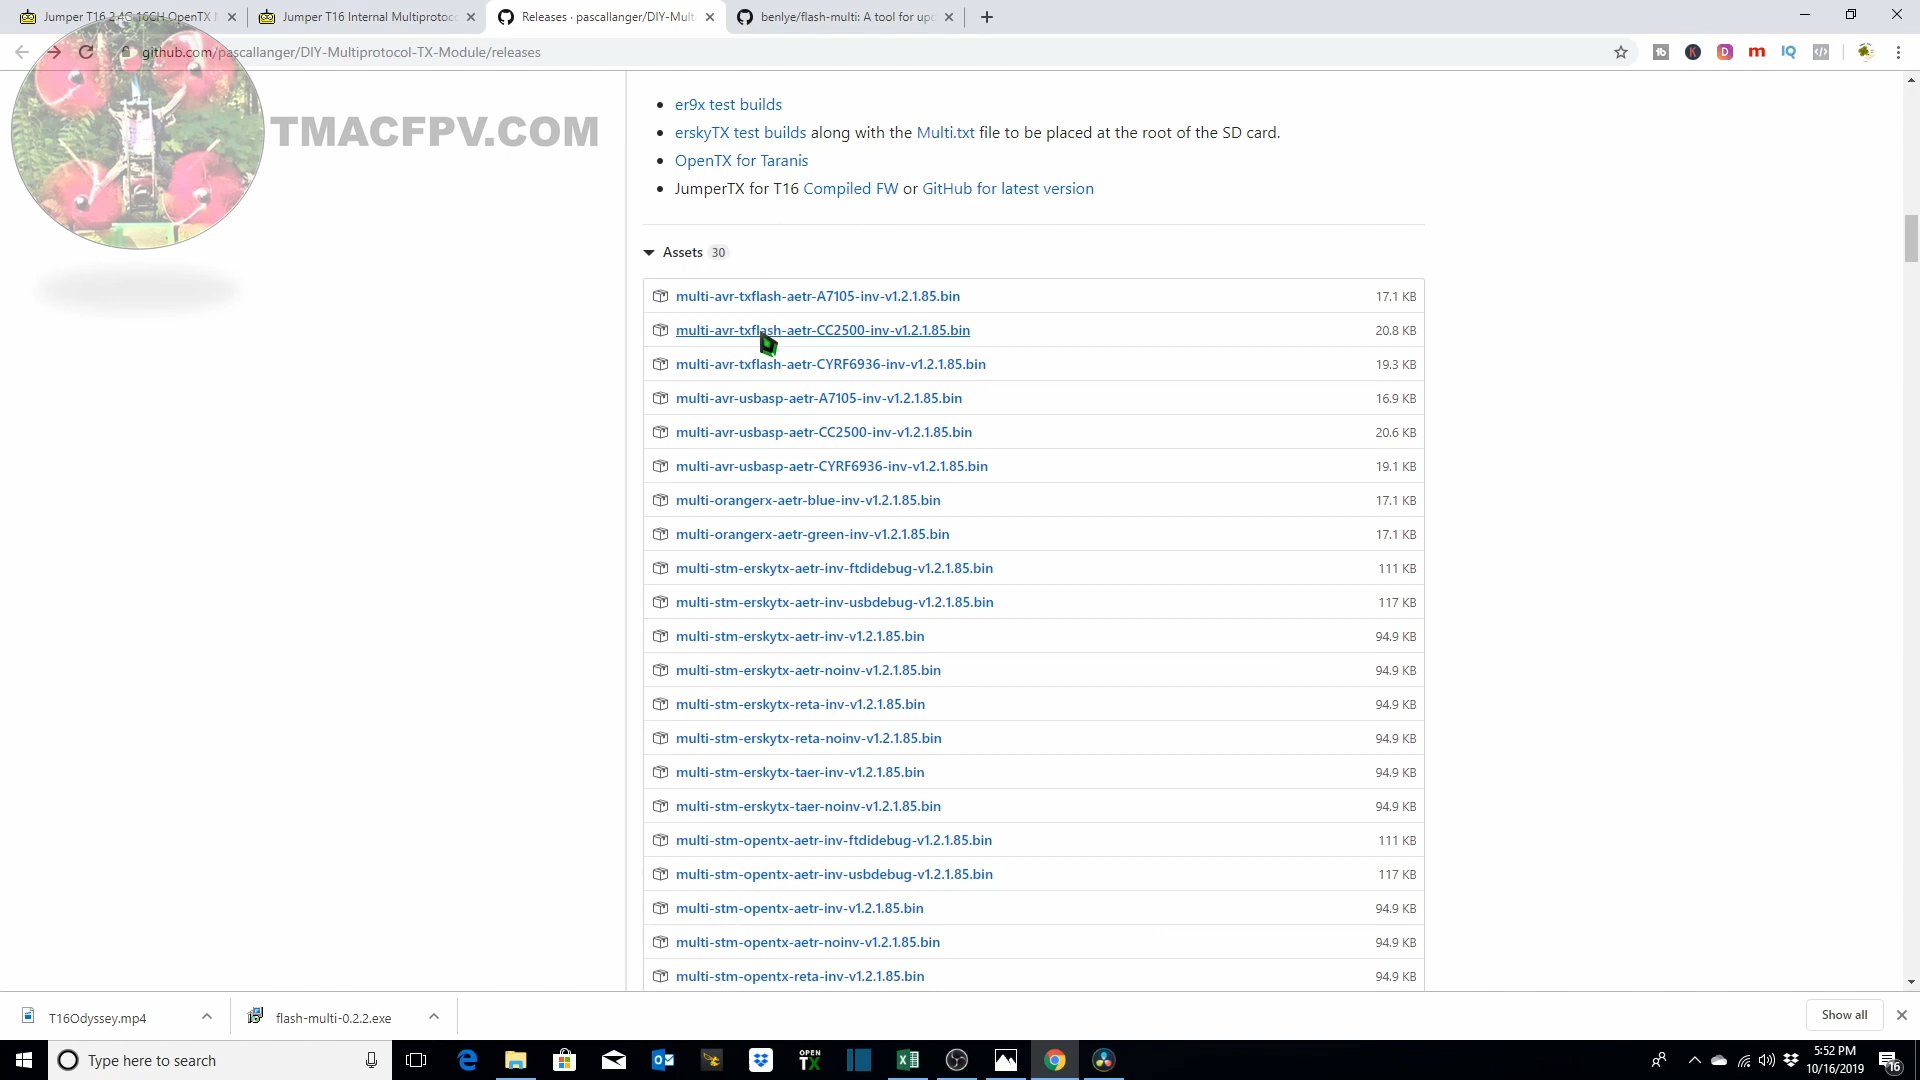 Jumper T16 2.4G 16CH OpenTX
Jumper T16 Internal Multiprotoc
Releases · pascallanger/DIY-Mult
benlye/flash-multi: A tool for up
github.com/pascallanger/DIY-Multiprotocol-TX-Module/releases
TMACFPV.COM
er9x test builds
erskyTX test builds along with the Multi.txt file to be placed at the root of the SD card.
OpenTX for Taranis
JumperTX for T16 Compiled FW or GitHub for latest version
Assets 30
multi-avr-txflash-aetr-A7105-inv-v1.2.1.85.bin 17.1 KB
multi-avr-txflash-aetr-CC2500-inv-v1.2.1.85.bin 20.8 KB
multi-avr-txflash-aetr-CYRF6936-inv-v1.2.1.85.bin 19.3 KB
multi-avr-usbasp-aetr-A7105-inv-v1.2.1.85.bin 16.9 KB
multi-avr-usbasp-aetr-CC2500-inv-v1.2.1.85.bin 20.6 KB
multi-avr-usbasp-aetr-CYRF6936-inv-v1.2.1.85.bin 19.1 KB
multi-orangerx-aetr-blue-inv-v1.2.1.85.bin 17.1 KB
multi-orangerx-aetr-green-inv-v1.2.1.85.bin 17.1 KB
multi-stm-erskytx-aetr-inv-ftdidebug-v1.2.1.85.bin 111 KB
multi-stm-erskytx-aetr-inv-usbdebug-v1.2.1.85.bin 117 KB
multi-stm-erskytx-aetr-inv-v1.2.1.85.bin 94.9 KB
multi-stm-erskytx-aetr-noinv-v1.2.1.85.bin 94.9 KB
multi-stm-erskytx-reta-inv-v1.2.1.85.bin 94.9 KB
multi-stm-erskytx-reta-noinv-v1.2.1.85.bin 94.9 KB
multi-stm-erskytx-taer-inv-v1.2.1.85.bin 94.9 KB
multi-stm-erskytx-taer-noinv-v1.2.1.85.bin 94.9 KB
multi-stm-opentx-aetr-inv-ftdidebug-v1.2.1.85.bin 111 KB
multi-stm-opentx-aetr-inv-usbdebug-v1.2.1.85.bin 117 KB
multi-stm-opentx-aetr-inv-v1.2.1.85.bin 94.9 KB
multi-stm-opentx-aetr-noinv-v1.2.1.85.bin 94.9 KB
multi-stm-opentx-reta-inv-v1.2.1.85.bin 94.9 KB
T16Odyssey.mp4
flash-multi-0.2.2.exe
Show all
Type here to search
OPEN
TX
5:52 PM
10/16/2019
16